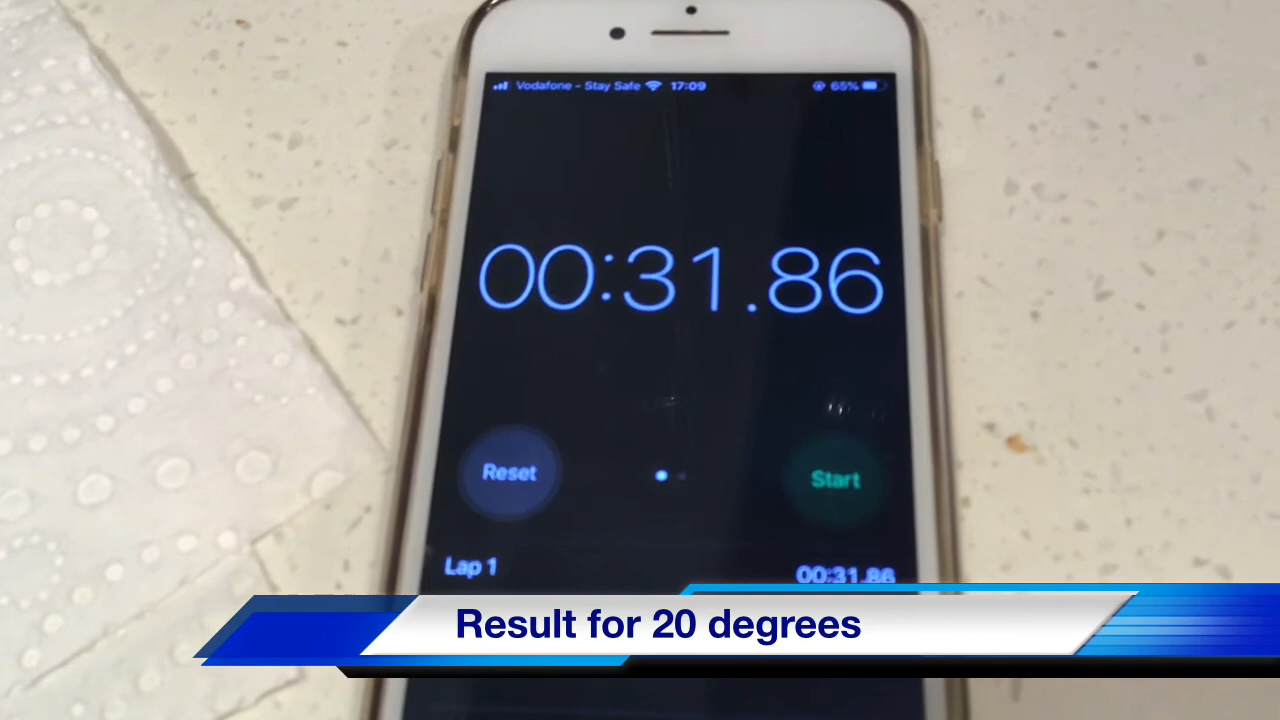 Vodafone - Stay Safe 17:09 65%
00:31.86
Reset Start
Lap 1 00:31.86
Result for 20 degrees